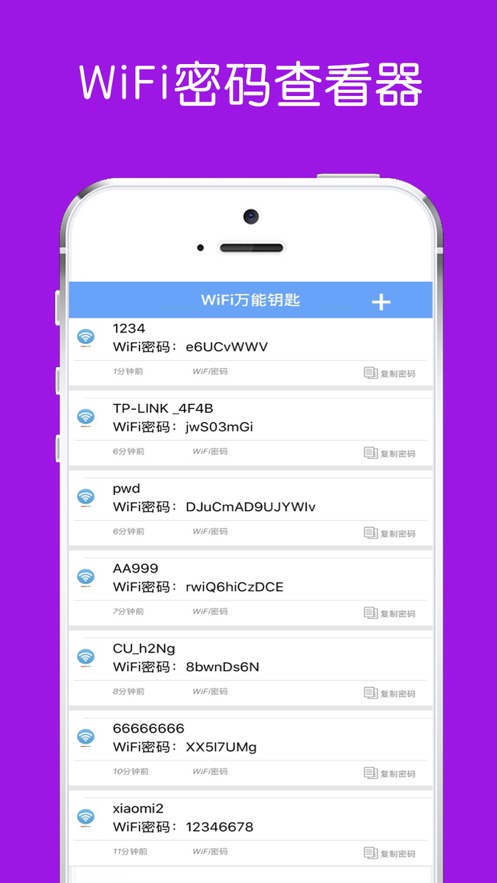 WiFi密码查看器
WiFi万能钥匙
1234
WiFi密码：e6UCvWWV
1分钟前 WiFi密码 复制密码
TP-LINK _4F4B
WiFi密码：jwS03mGi
6分钟前 WiFi密码 复制密码
pwd
WiFi密码：DJuCmAD9UJYWIv
6分钟前 WiFi密码 复制密码
AA999
WiFi密码：rwiQ6hiCzDCE
7分钟前 WiFi密码 复制密码
CU_h2Ng
WiFi密码：8bwnDs6N
8分钟前 WiFi密码 复制密码
66666666
WiFi密码：XX5I7UMg
10分钟前 WiFi密码 复制密码
xiaomi2
WiFi密码：12346678
11分钟前 WiFi密码 复制密码